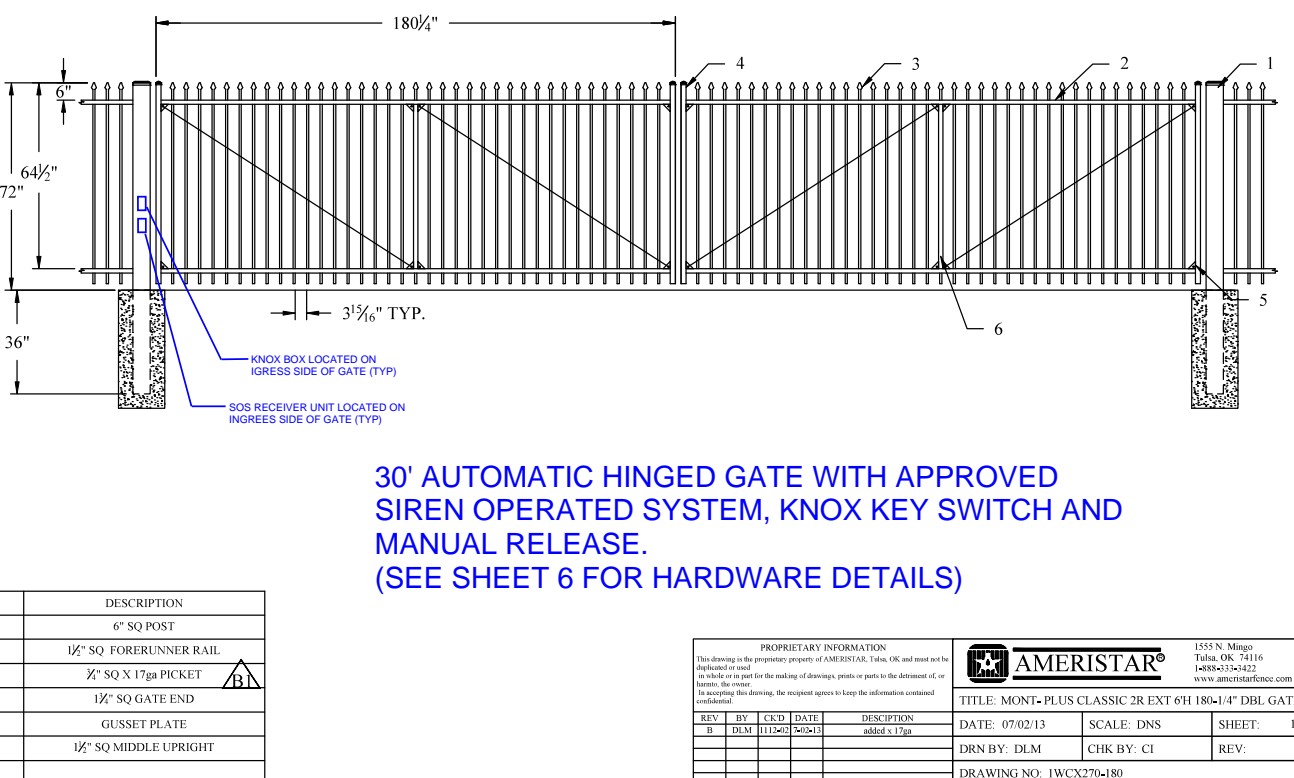 180¼"
6"
4
3
2
1
64½"
72"
36"
3 15⁄16" TYP.
5
6
KNOX BOX LOCATED ON
IGRESS SIDE OF GATE (TYP)
SOS RECEIVER UNIT LOCATED ON
INGREES SIDE OF GATE (TYP)
30' AUTOMATIC HINGED GATE WITH APPROVED
SIREN OPERATED SYSTEM, KNOX KEY SWITCH AND
MANUAL RELEASE.
(SEE SHEET 6 FOR HARDWARE DETAILS)
DESCRIPTION
6" SQ POST
1½" SQ FORERUNNER RAIL
¾" SQ X 17ga PICKET
B1
1¾" SQ GATE END
GUSSET PLATE
1½" SQ MIDDLE UPRIGHT
PROPRIETARY INFORMATION
This drawing is the proprietary property of AMERISTAR, Tulsa, OK and must not be
duplicated or used
in whole or in part for the making of drawings, prints or parts to the detriment of, or
harmto, the owner.
In accepting this drawing, the recipient agrees to keep the information contained
confidential.
REV BY CK'D DATE DESCIPTION
B DLM 1112-02 7-02-13 added x 17ga
AMERISTAR®
1555 N. Mingo
Tulsa, OK 74116
1-888-333-3422
www.ameristarfence.com
TITLE: MONT- PLUS CLASSIC 2R EXT 6'H 180-1/4" DBL GAT
DATE: 07/02/13 SCALE: DNS SHEET: 1
DRN BY: DLM CHK BY: CI REV:
DRAWING NO: 1WCX270-180